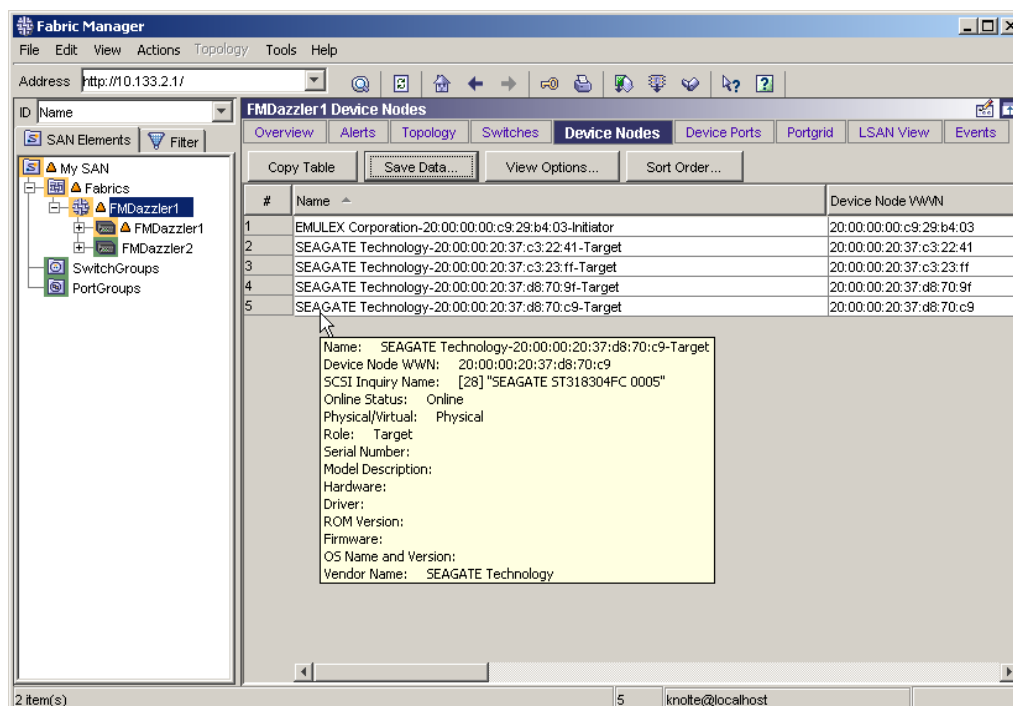 Fabric Manager
File Edit View Actions Topology Tools Help
Address http://10.133.2.1/
ID Name
SAN Elements Filter
My SAN
Fabrics
FMDazzler1
FMDazzler1
FMDazzler2
SwitchGroups
PortGroups
FMDazzler1 Device Nodes
Overview Alerts Topology Switches Device Nodes Device Ports Portgrid LSAN View Events
Copy Table Save Data... View Options... Sort Order...
# Name Device Node WWN
1 EMULEX Corporation-20:00:00:00:c9:29:b4:03-Initiator 20:00:00:00:c9:29:b4:03
2 SEAGATE Technology-20:00:00:20:37:c3:22:41-Target 20:00:00:20:37:c3:22:41
3 SEAGATE Technology-20:00:00:20:37:c3:23:ff-Target 20:00:00:20:37:c3:23:ff
4 SEAGATE Technology-20:00:00:20:37:d8:70:9f-Target 20:00:00:20:37:d8:70:9f
5 SEAGATE Technology-20:00:00:20:37:d8:70:c9-Target 20:00:00:20:37:d8:70:c9
Name: SEAGATE Technology-20:00:00:20:37:d8:70:c9-Target
Device Node WWN: 20:00:00:20:37:d8:70:c9
SCSI Inquiry Name: [28] "SEAGATE ST318304FC 0005"
Online Status: Online
Physical/Virtual: Physical
Role: Target
Serial Number:
Model Description:
Hardware:
Driver:
ROM Version:
Firmware:
OS Name and Version:
Vendor Name: SEAGATE Technology
2 item(s) 5 knolte@localhost